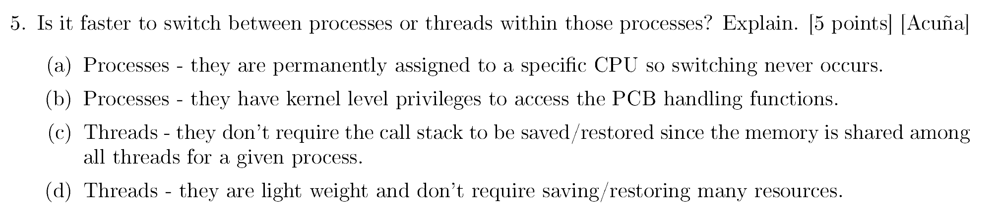 5. Is it faster to switch between processes or threads within those processes? Explain. [5 points] [Acuña]
(a) Processes - they are permanently assigned to a specific CPU so switching never occurs.
(b) Processes - they have kernel level privileges to access the PCB handling functions.
(c) Threads - they don't require the call stack to be saved/restored since the memory is shared among
all threads for a given process.
(d) Threads - they are light weight and don't require saving/restoring many resources.